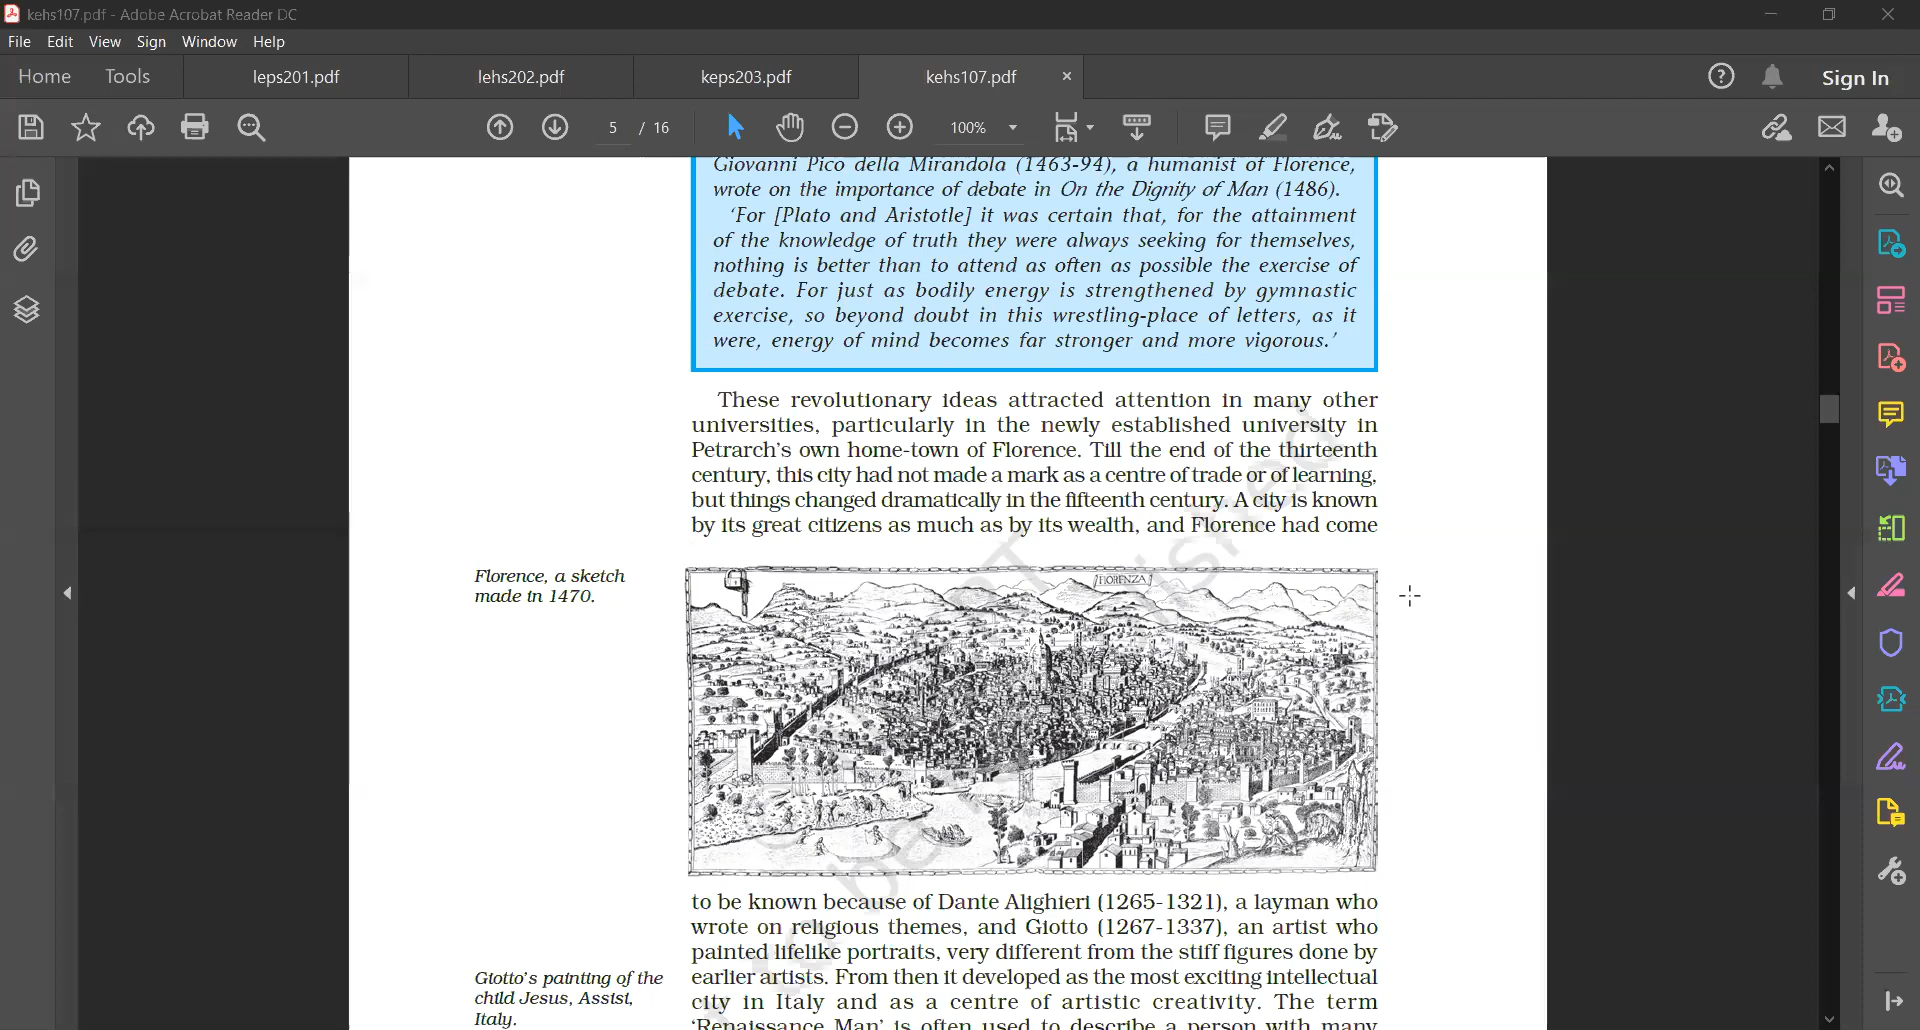 kehs107.pdf - Adobe Acrobat Reader DC
File Edit View Sign Window Help
Home Tools leps201.pdf lehs202.pdf keps203.pdf kehs107.pdf Sign In
5 / 16 100%
Giovanni Pico della Mirandola (1463-94), a humanist of Florence,
wrote on the importance of debate in On the Dignity of Man (1486).
‘For [Plato and Aristotle] it was certain that, for the attainment
of the knowledge of truth they were always seeking for themselves,
nothing is better than to attend as often as possible the exercise of
debate. For just as bodily energy is strengthened by gymnastic
exercise, so beyond doubt in this wrestling-place of letters, as it
were, energy of mind becomes far stronger and more vigorous.’
These revolutionary ideas attracted attention in many other
universities, particularly in the newly established university in
Petrarch’s own home-town of Florence. Till the end of the thirteenth
century, this city had not made a mark as a centre of trade or of learning,
but things changed dramatically in the fifteenth century. A city is known
by its great citizens as much as by its wealth, and Florence had come
Florence, a sketch
made in 1470.
FIORENZA
to be known because of Dante Alighieri (1265-1321), a layman who
wrote on religious themes, and Giotto (1267-1337), an artist who
painted lifelike portraits, very different from the stiff figures done by
earlier artists. From then it developed as the most exciting intellectual
city in Italy and as a centre of artistic creativity. The term
‘Renaissance Man’ is often used to describe a person with many
Giotto’s painting of the
child Jesus, Assisi,
Italy.